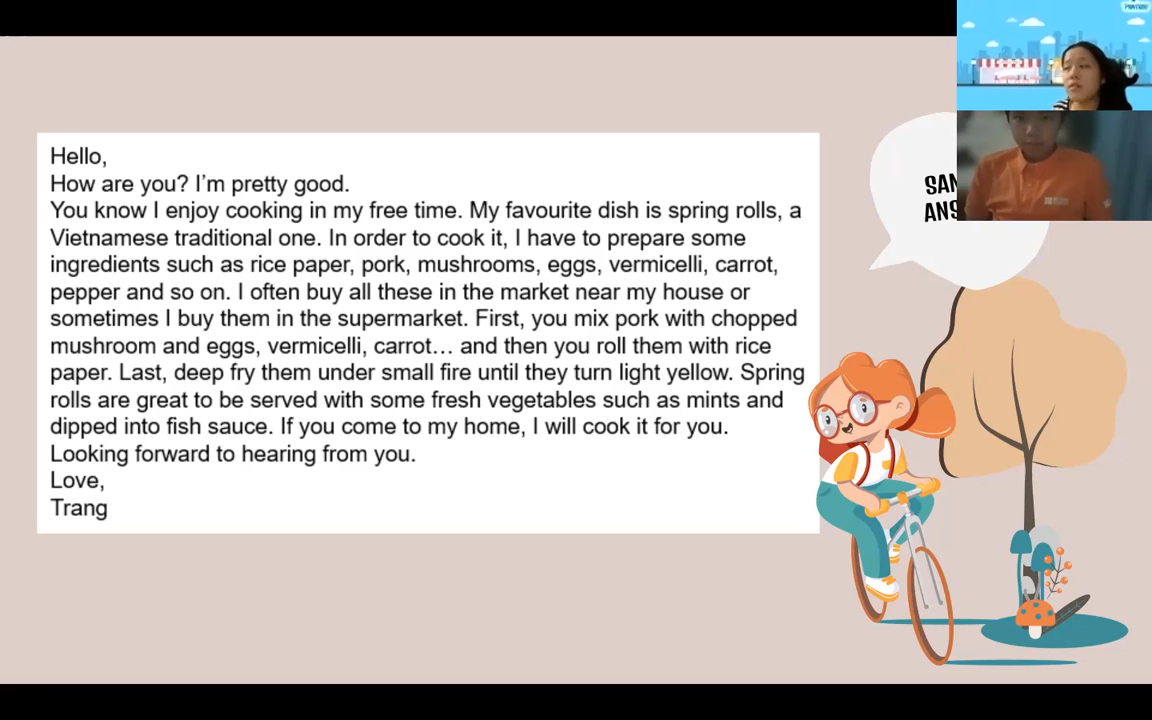 Hello,
How are you? I'm pretty good.
You know I enjoy cooking in my free time. My favourite dish is spring rolls, a
Vietnamese traditional one. In order to cook it, I have to prepare some
ingredients such as rice paper, pork, mushrooms, eggs, vermicelli, carrot,
pepper and so on. I often buy all these in the market near my house or
sometimes I buy them in the supermarket. First, you mix pork with chopped
mushroom and eggs, vermicelli, carrot… and then you roll them with rice
paper. Last, deep fry them under small fire until they turn light yellow. Spring
rolls are great to be served with some fresh vegetables such as mints and
dipped into fish sauce. If you come to my home, I will cook it for you.
Looking forward to hearing from you.
Love,
Trang